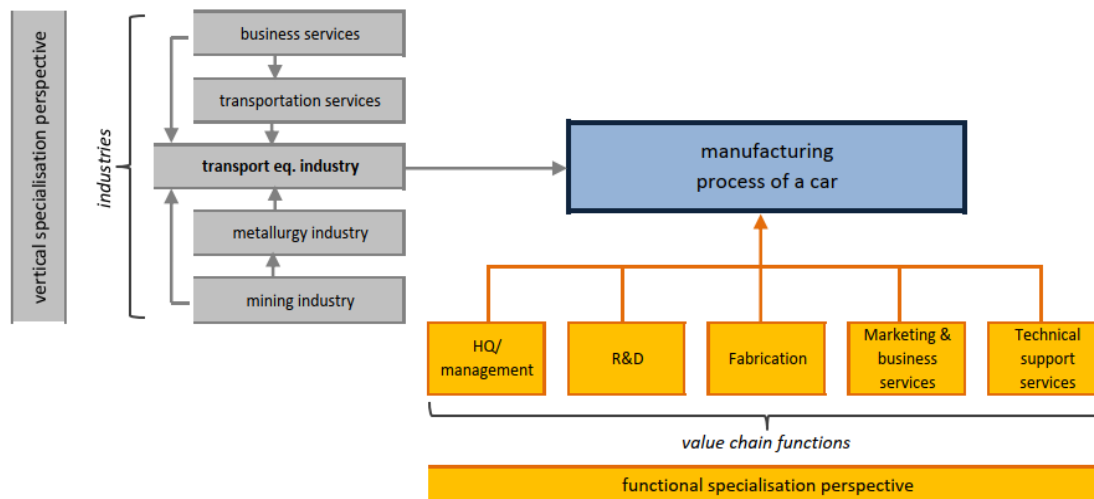 vertical specialisation perspective
industries
business services
transportation services
transport eq. industry
metallurgy industry
mining industry
manufacturing
process of a car
HQ/
management
R&D
Fabrication
Marketing &
business
services
Technical
support
services
value chain functions
functional specialisation perspective